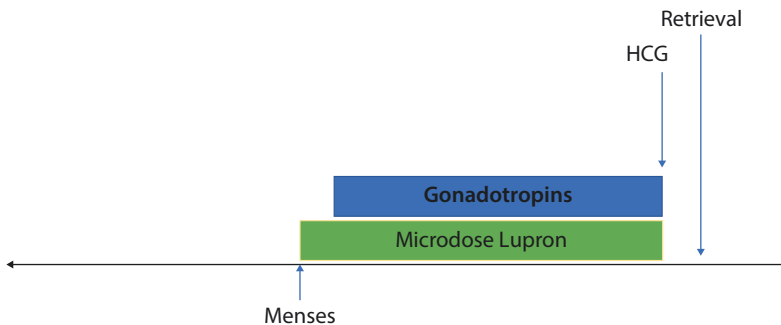 Retrieval
HCG
Gonadotropins
Microdose Lupron
Menses